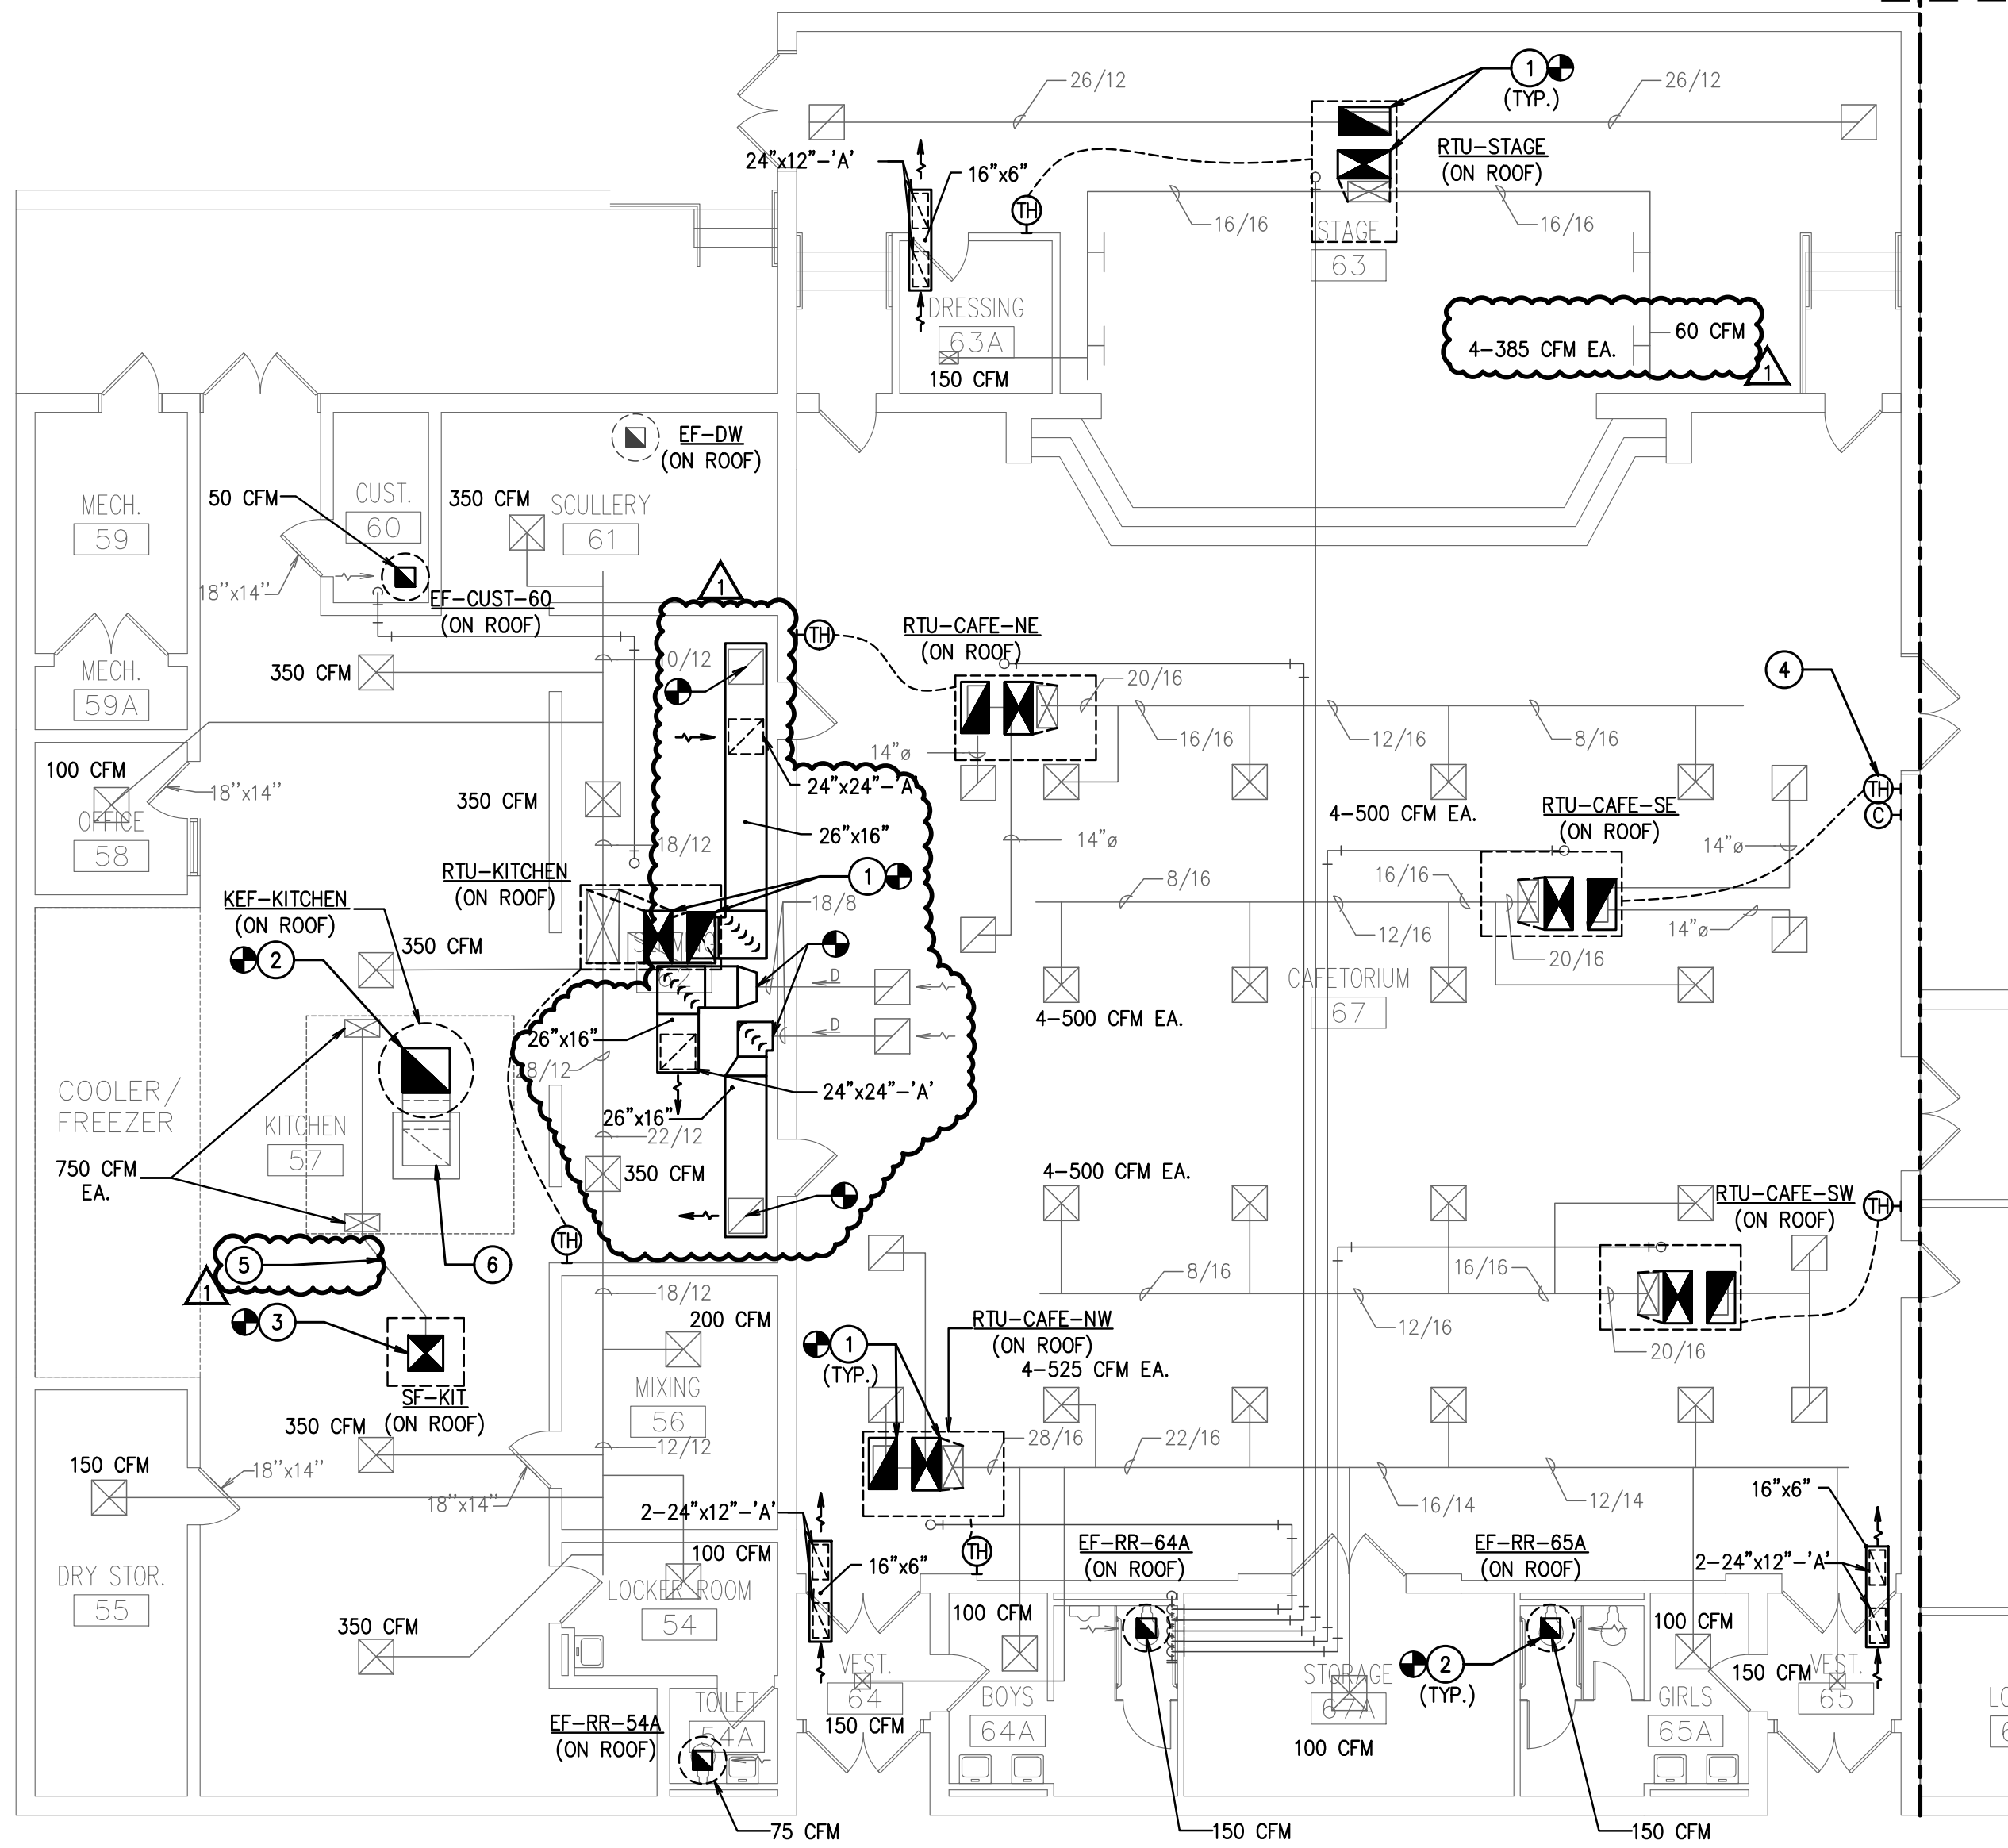 26/12
26/12
1
(TYP.)
RTU-STAGE
(ON ROOF)
24"x12"-'A'
16"x6"
TH
16/16
16/16
STAGE
63
DRESSING
63A
150 CFM
60 CFM
4-385 CFM EA.
1
EF-DW
(ON ROOF)
MECH.
59
50 CFM
CUST.
60
350 CFM
SCULLERY
61
18"x14"
EF-CUST-60
(ON ROOF)
1
TH
RTU-CAFE-NE
(ON ROOF)
MECH.
59A
350 CFM
10/12
20/16
4
16/16
12/16
8/16
14"ø
100 CFM
18"x14"
350 CFM
24"x24"-'A'
OFFICE
58
18/12
26"x16"
14"ø
4-500 CFM EA.
RTU-CAFE-SE
(ON ROOF)
TH
C
14"ø
RTU-KITCHEN
(ON ROOF)
1
18/8
8/16
16/16
KEF-KITCHEN
(ON ROOF)
2
350 CFM
12/16
14"ø
20/16
D
CAFETORIUM
67
4-500 CFM EA.
D
26"x16"
18/12
24"x24"-'A'
COOLER/
FREEZER
KITCHEN
57
26"x16"
22/12
750 CFM
EA.
350 CFM
4-500 CFM EA.
RTU-CAFE-SW
(ON ROOF)
TH
TH
5
6
1
8/16
16/16
3
18/12
200 CFM
RTU-CAFE-NW
(ON ROOF)
12/16
20/16
1
(TYP.)
4-525 CFM EA.
SF-KIT
(ON ROOF)
MIXING
56
350 CFM
12/12
28/16
22/16
150 CFM
18"x14"
18"x14"
16/14
12/14
16"x6"
2-24"x12"-'A'
TH
EF-RR-64A
(ON ROOF)
EF-RR-65A
(ON ROOF)
2-24"x12"-'A'
100 CFM
16"x6"
DRY STOR.
55
LOCKER ROOM
54
100 CFM
100 CFM
350 CFM
2
(TYP.)
VEST.
64
STORAGE
67A
150 CFM
VEST.
65
TOILET
54A
EF-RR-54A
(ON ROOF)
150 CFM
BOYS
64A
GIRLS
65A
100 CFM
75 CFM
150 CFM
150 CFM